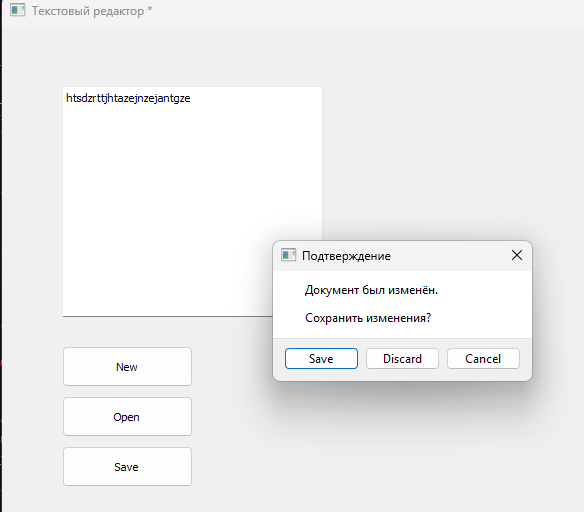 Текстовый редактор *
htsdzrttjhtazejnzejantgze
Подтверждение
Документ был изменён.
Сохранить изменения?
Save
Discard
Cancel
New
Open
Save